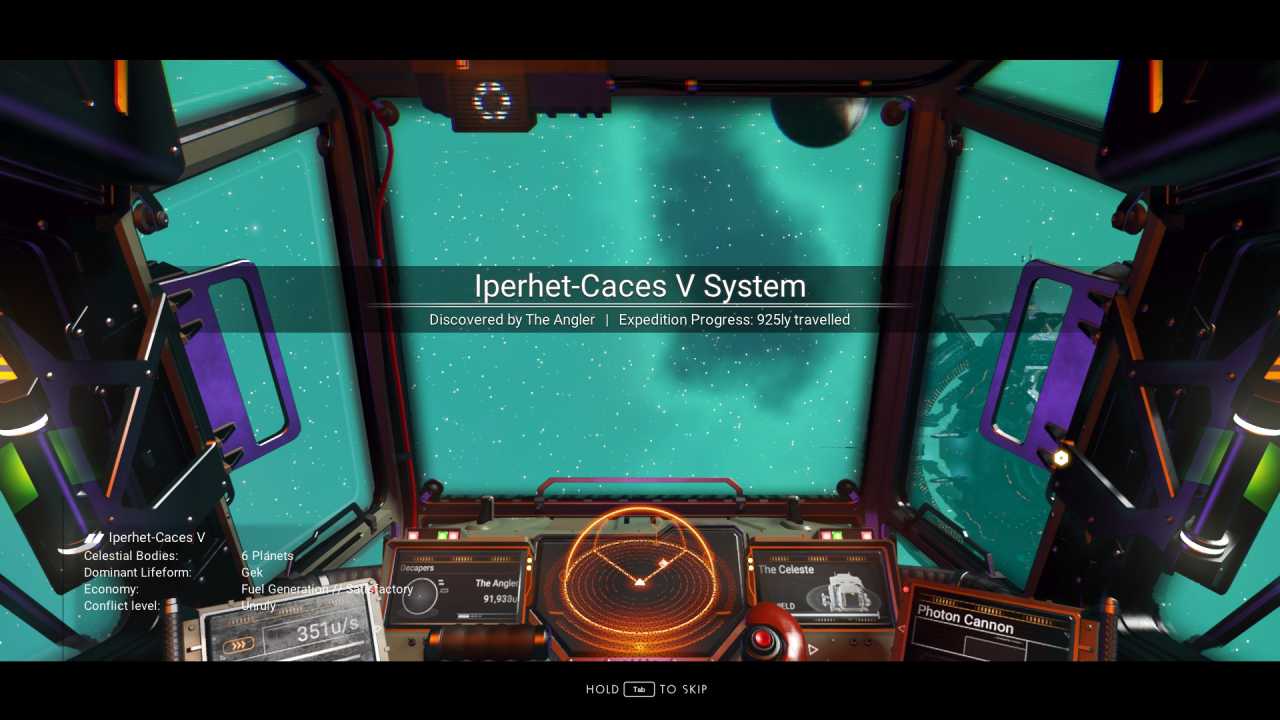 Iperhet-Caces V System
Discovered by The Angler | Expedition Progress: 925ly travelled
Iperhet-Caces V
Celestial Bodies: 6 Planets
Dominant Lifeform: Gek
Economy: Fuel Generation // Satisfactory
Conflict level: Unruly
351u/s
Decapers
The Angler
91,938u
The Celeste
Photon Cannon
HOLD Tab TO SKIP